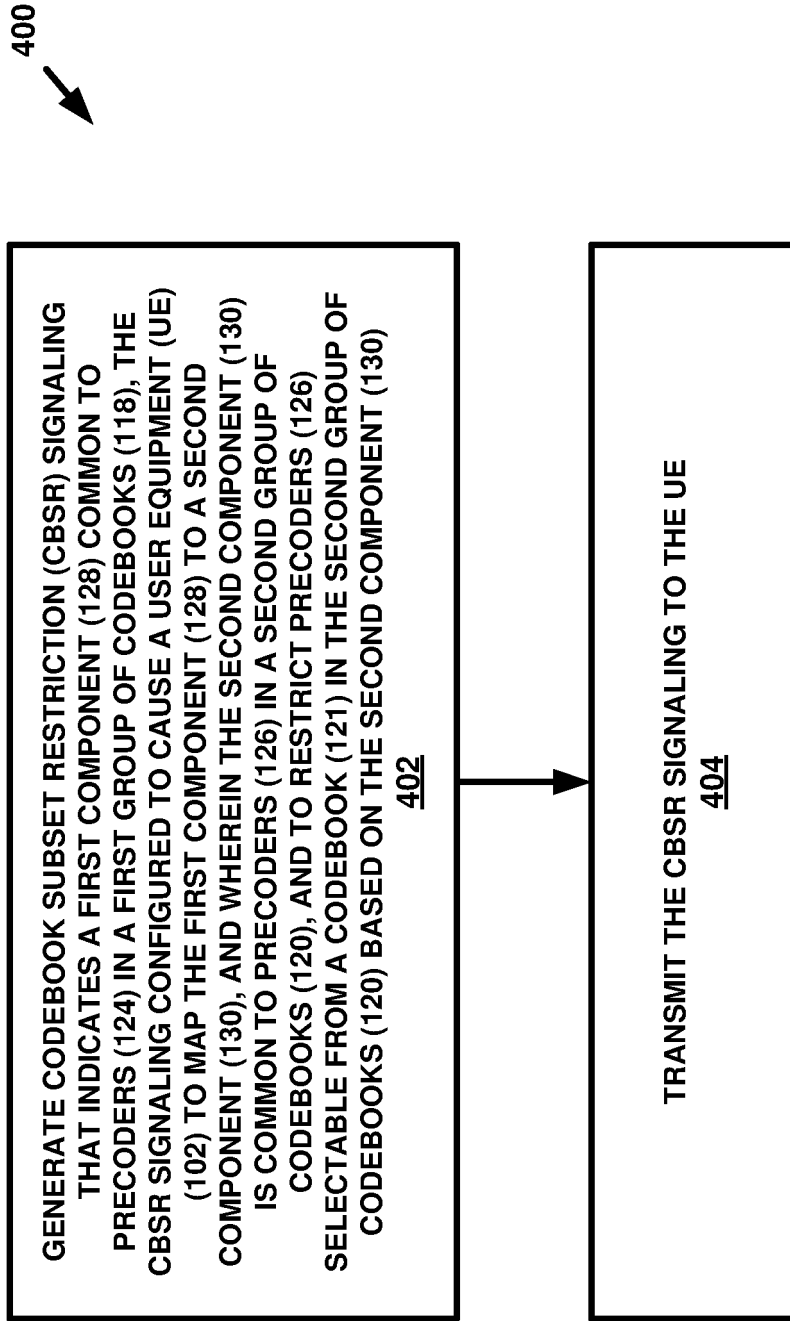 400
GENERATE CODEBOOK SUBSET RESTRICTION (CBSR) SIGNALING
THAT INDICATES A FIRST COMPONENT (128) COMMON TO
PRECODERS (124) IN A FIRST GROUP OF CODEBOOKS (118), THE
CBSR SIGNALING CONFIGURED TO CAUSE A USER EQUIPMENT (UE)
(102) TO MAP THE FIRST COMPONENT (128) TO A SECOND
COMPONENT (130), AND WHEREIN THE SECOND COMPONENT (130)
IS COMMON TO PRECODERS (126) IN A SECOND GROUP OF
CODEBOOKS (120), AND TO RESTRICT PRECODERS (126)
SELECTABLE FROM A CODEBOOK (121) IN THE SECOND GROUP OF
CODEBOOKS (120) BASED ON THE SECOND COMPONENT (130)
402
TRANSMIT THE CBSR SIGNALING TO THE UE
404